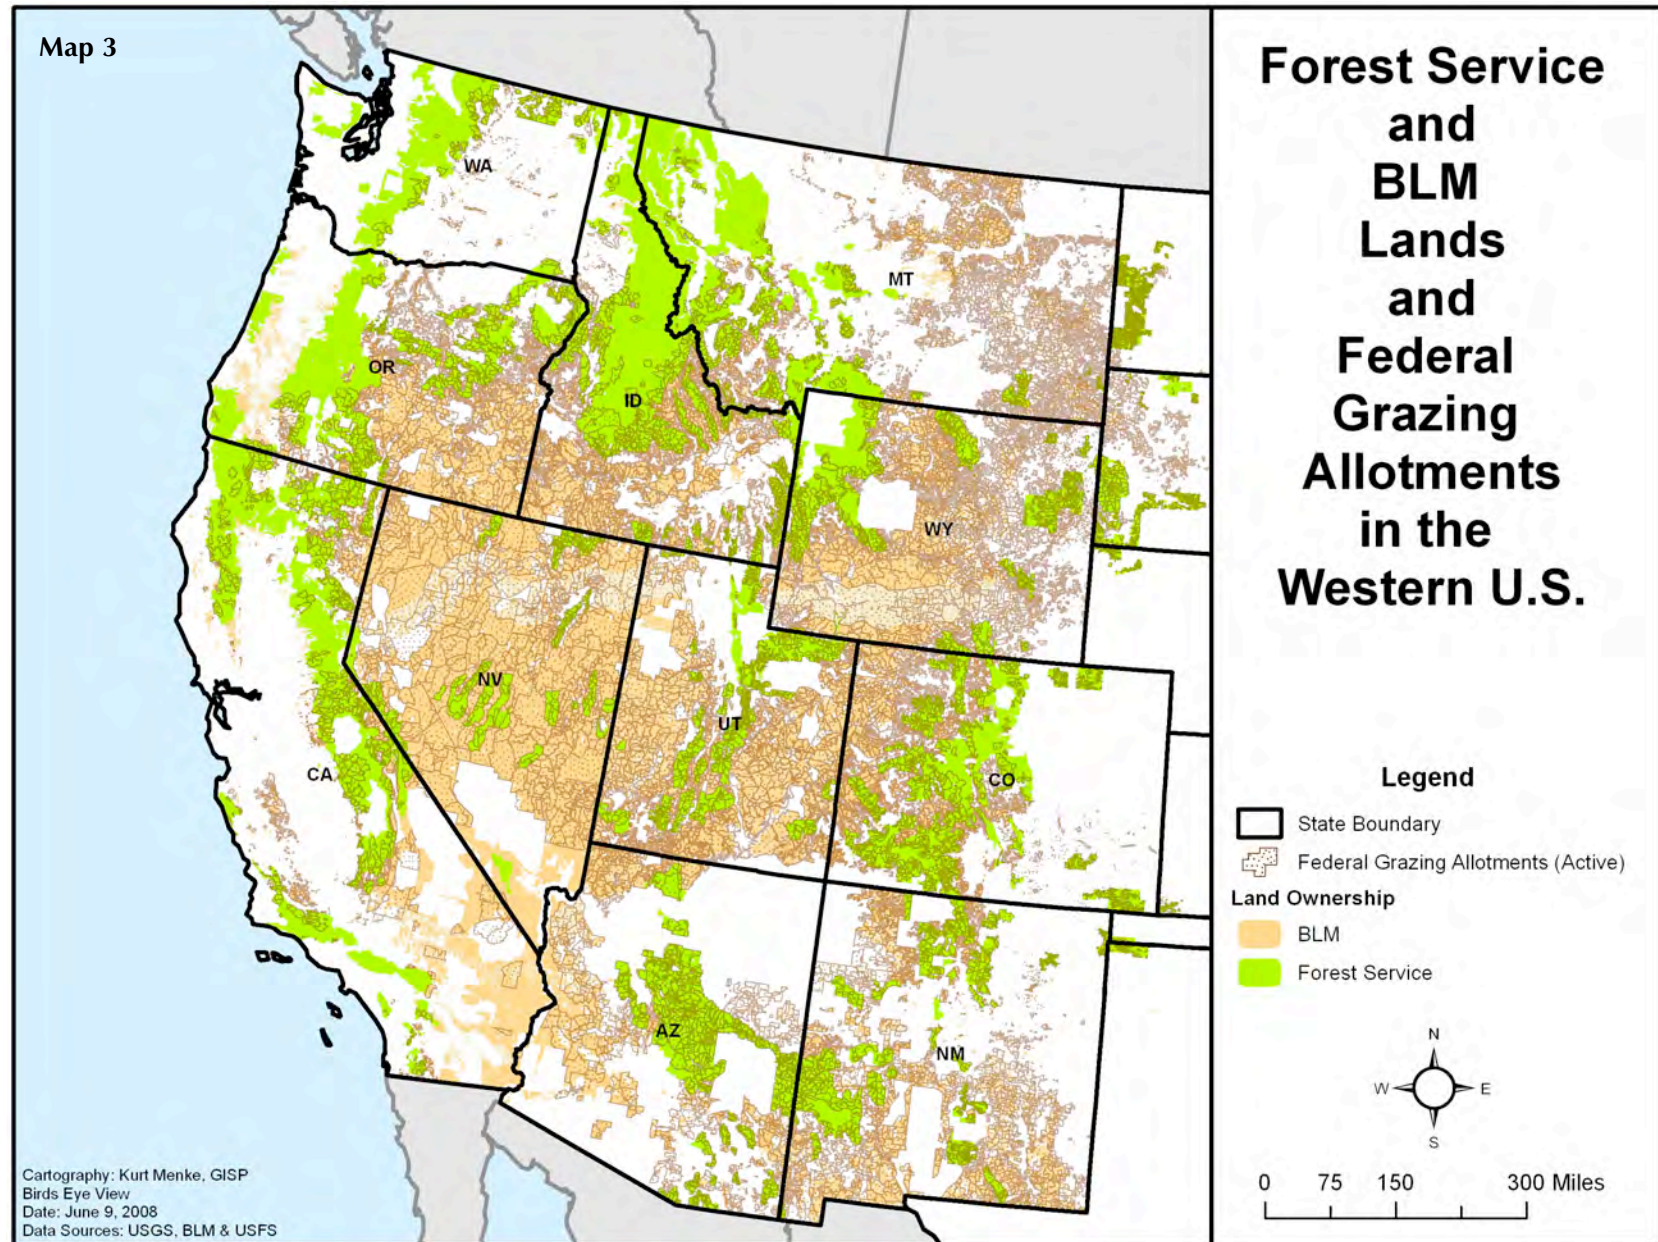 Map 3
Forest Service
and
BLM
Lands
and
Federal
Grazing
Allotments
in the
Western U.S.
WA
MT
OR
ID
WY
NV
UT
CA
CO
AZ
NM
Legend
State Boundary
Federal Grazing Allotments (Active)
Land Ownership
BLM
Forest Service
N
W E
S
0 75 150 300 Miles
Cartography: Kurt Menke, GISP
Birds Eye View
Date: June 9, 2008
Data Sources: USGS, BLM & USFS